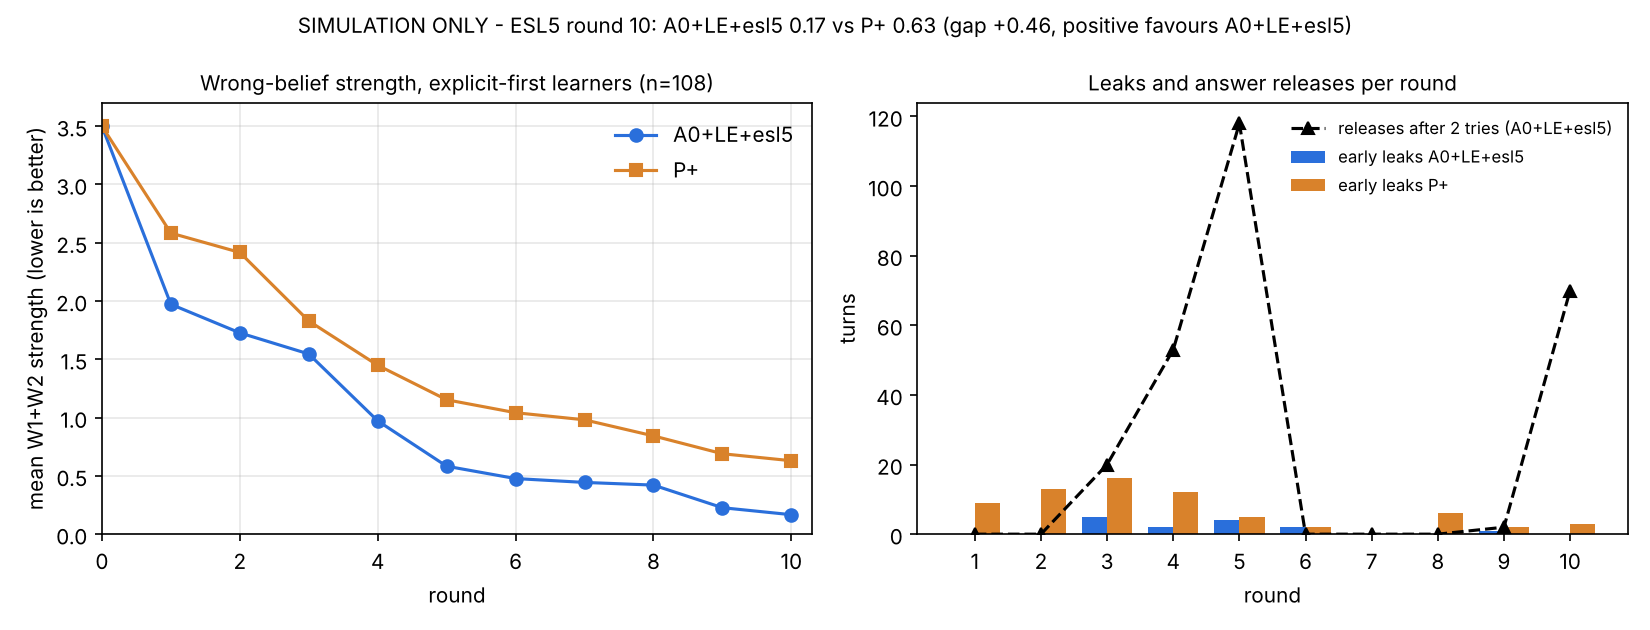 SIMULATION ONLY - ESL5 round 10: A0+LE+esl5 0.17 vs P+ 0.63 (gap +0.46, positive favours A0+LE+esl5)
Wrong-belief strength, explicit-first learners (n=108)
mean W1+W2 strength (lower is better)
3.5
3.0
2.5
2.0
1.5
1.0
0.5
0.0
A0+LE+esl5
P+
0 2 4 6 8 10
round
Leaks and answer releases per round
turns
120
100
80
60
40
20
0
releases after 2 tries (A0+LE+esl5)
early leaks A0+LE+esl5
early leaks P+
1 2 3 4 5 6 7 8 9 10
round